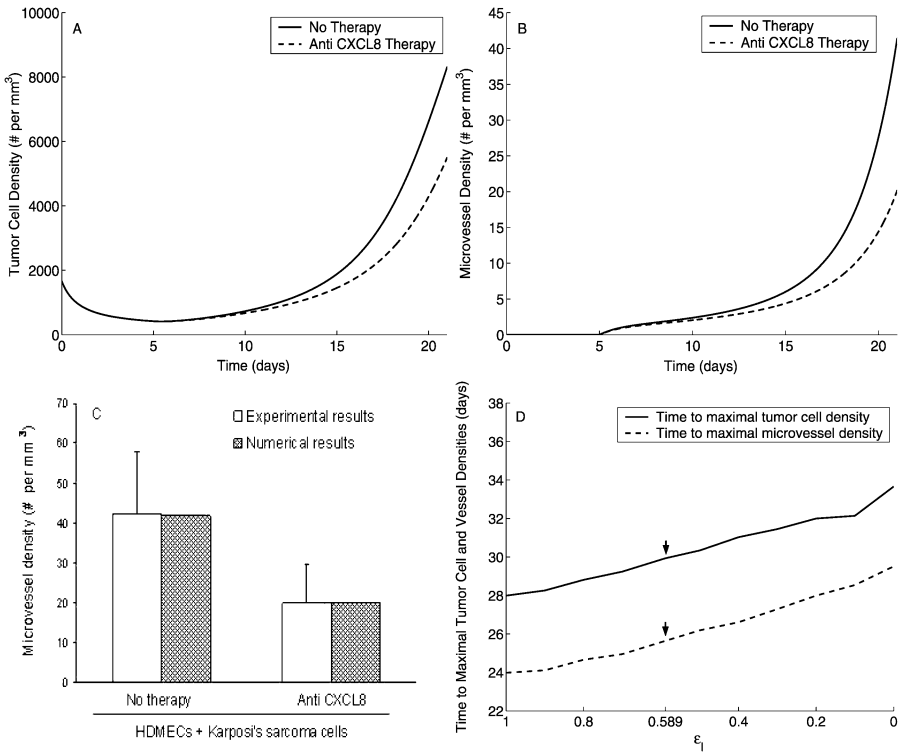 A
No Therapy
Anti CXCL8 Therapy
Tumor Cell Density (# per mm³)
10000
8000
6000
4000
2000
0
0 5 10 15 20
Time (days)
B
No Therapy
Anti CXCL8 Therapy
Microvessel Density (# per mm³)
45
40
35
30
25
20
15
10
5
0
0 5 10 15 20
Time (days)
C
Experimental results
Numerical results
Microvessel density (# per mm³)
70
60
50
40
30
20
10
0
No therapy Anti CXCL8
HDMECs + Karposi's sarcoma cells
D
Time to maximal tumor cell density
Time to maximal microvessel density
Time to Maximal Tumor Cell and Vessel Densities (days)
38
36
34
32
30
28
26
24
22
1 0.8 0.589 0.4 0.2 0
ε_l